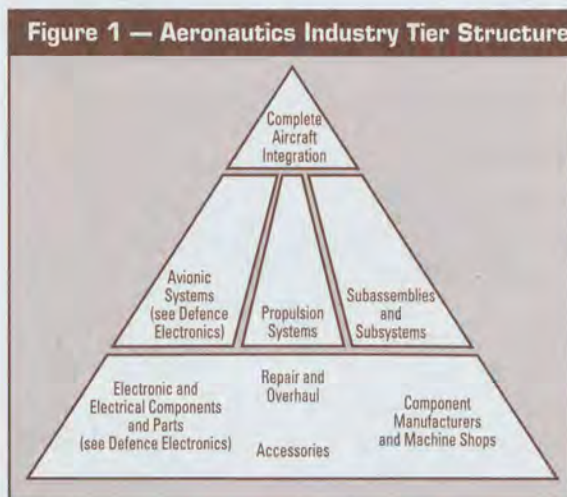 Figure 1 — Aeronautics Industry Tier Structure
Complete
Aircraft
Integration
Avionic
Systems
(see Defence
Electronics)
Propulsion
Systems
Subassemblies
and
Subsystems
Electronic and
Electrical Components
and Parts
(see Defence Electronics)
Repair and
Overhaul
Accessories
Component
Manufacturers
and Machine Shops